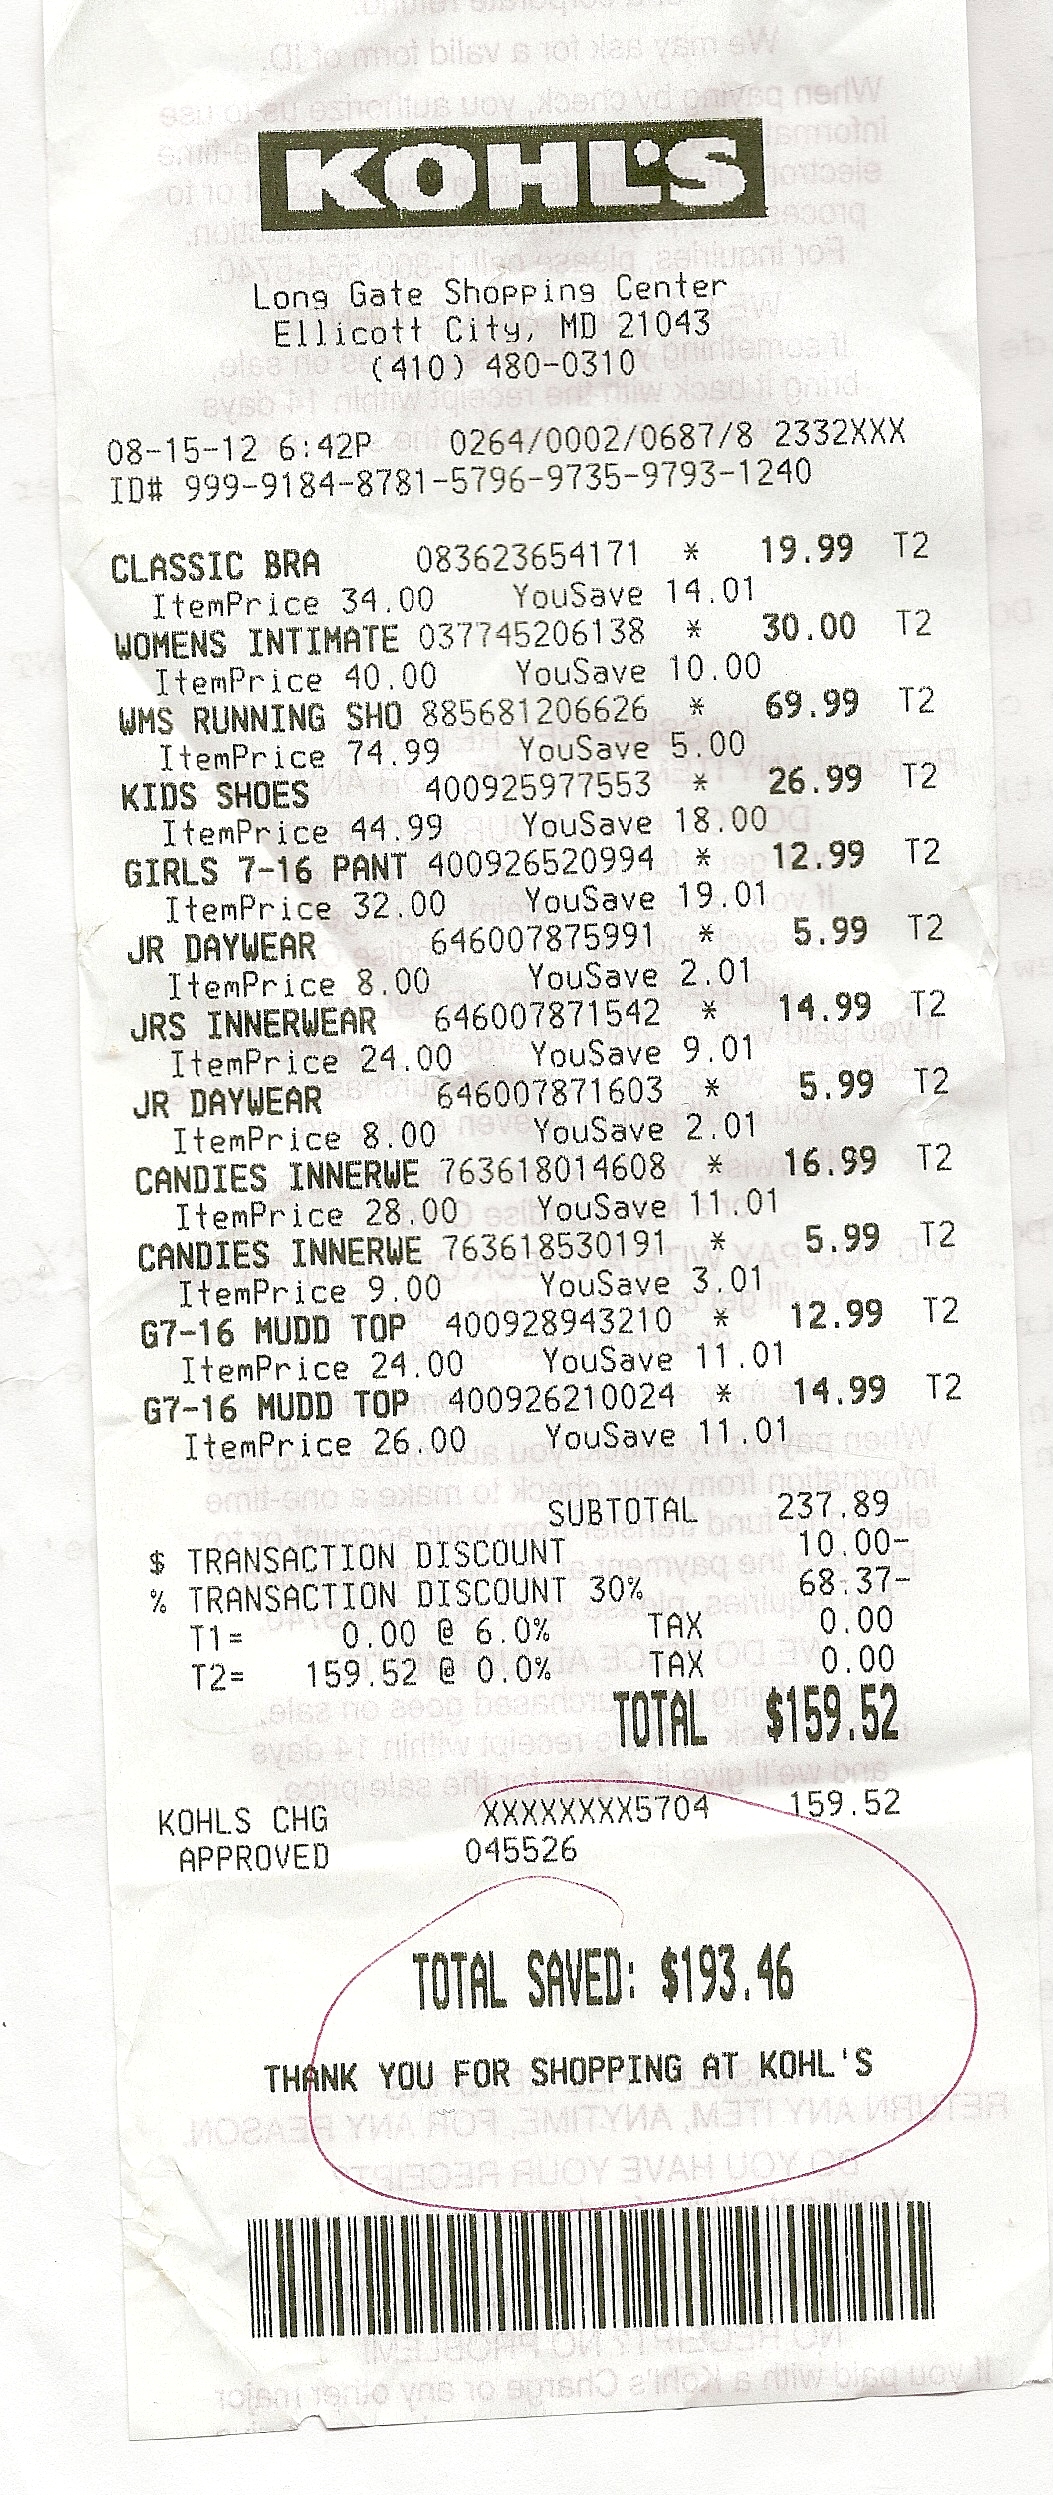 KOHL'S
Long Gate Shopping Center
Ellicott City, MD 21043
(410) 480-0310
08-15-12 6:42P 0264/0002/0687/8 2332XXX
ID# 999-9184-8781-5796-9735-9793-1240
CLASSIC BRA 083623654171 * 19.99 T2
ItemPrice 34.00 YouSave 14.01
WOMENS INTIMATE 037745206138 * 30.00 T2
ItemPrice 40.00 YouSave 10.00
WMS RUNNING SHO 885681206626 * 69.99 T2
ItemPrice 74.99 YouSave 5.00
KIDS SHOES 400925977553 * 26.99 T2
ItemPrice 44.99 YouSave 18.00
GIRLS 7-16 PANT 400926520994 * 12.99 T2
ItemPrice 32.00 YouSave 19.01
JR DAYWEAR 646007875991 * 5.99 T2
ItemPrice 8.00 YouSave 2.01
JRS INNERWEAR 646007871542 * 14.99 T2
ItemPrice 24.00 YouSave 9.01
JR DAYWEAR 646007871603 * 5.99 T2
ItemPrice 8.00 YouSave 2.01
CANDIES INNERWE 763618014608 * 16.99 T2
ItemPrice 28.00 YouSave 11.01
CANDIES INNERWE 763618530191 * 5.99 T2
ItemPrice 9.00 YouSave 3.01
G7-16 MUDD TOP 400928943210 * 12.99 T2
ItemPrice 24.00 YouSave 11.01
G7-16 MUDD TOP 400926210024 * 14.99 T2
ItemPrice 26.00 YouSave 11.01
SUBTOTAL 237.89
$ TRANSACTION DISCOUNT 10.00-
% TRANSACTION DISCOUNT 30% 68.37-
T1= 0.00 @ 6.0% TAX 0.00
T2= 159.52 @ 0.0% TAX 0.00
TOTAL $159.52
KOHLS CHG XXXXXXXX5704 159.52
APPROVED 045526
TOTAL SAVED: $193.46
THANK YOU FOR SHOPPING AT KOHL'S